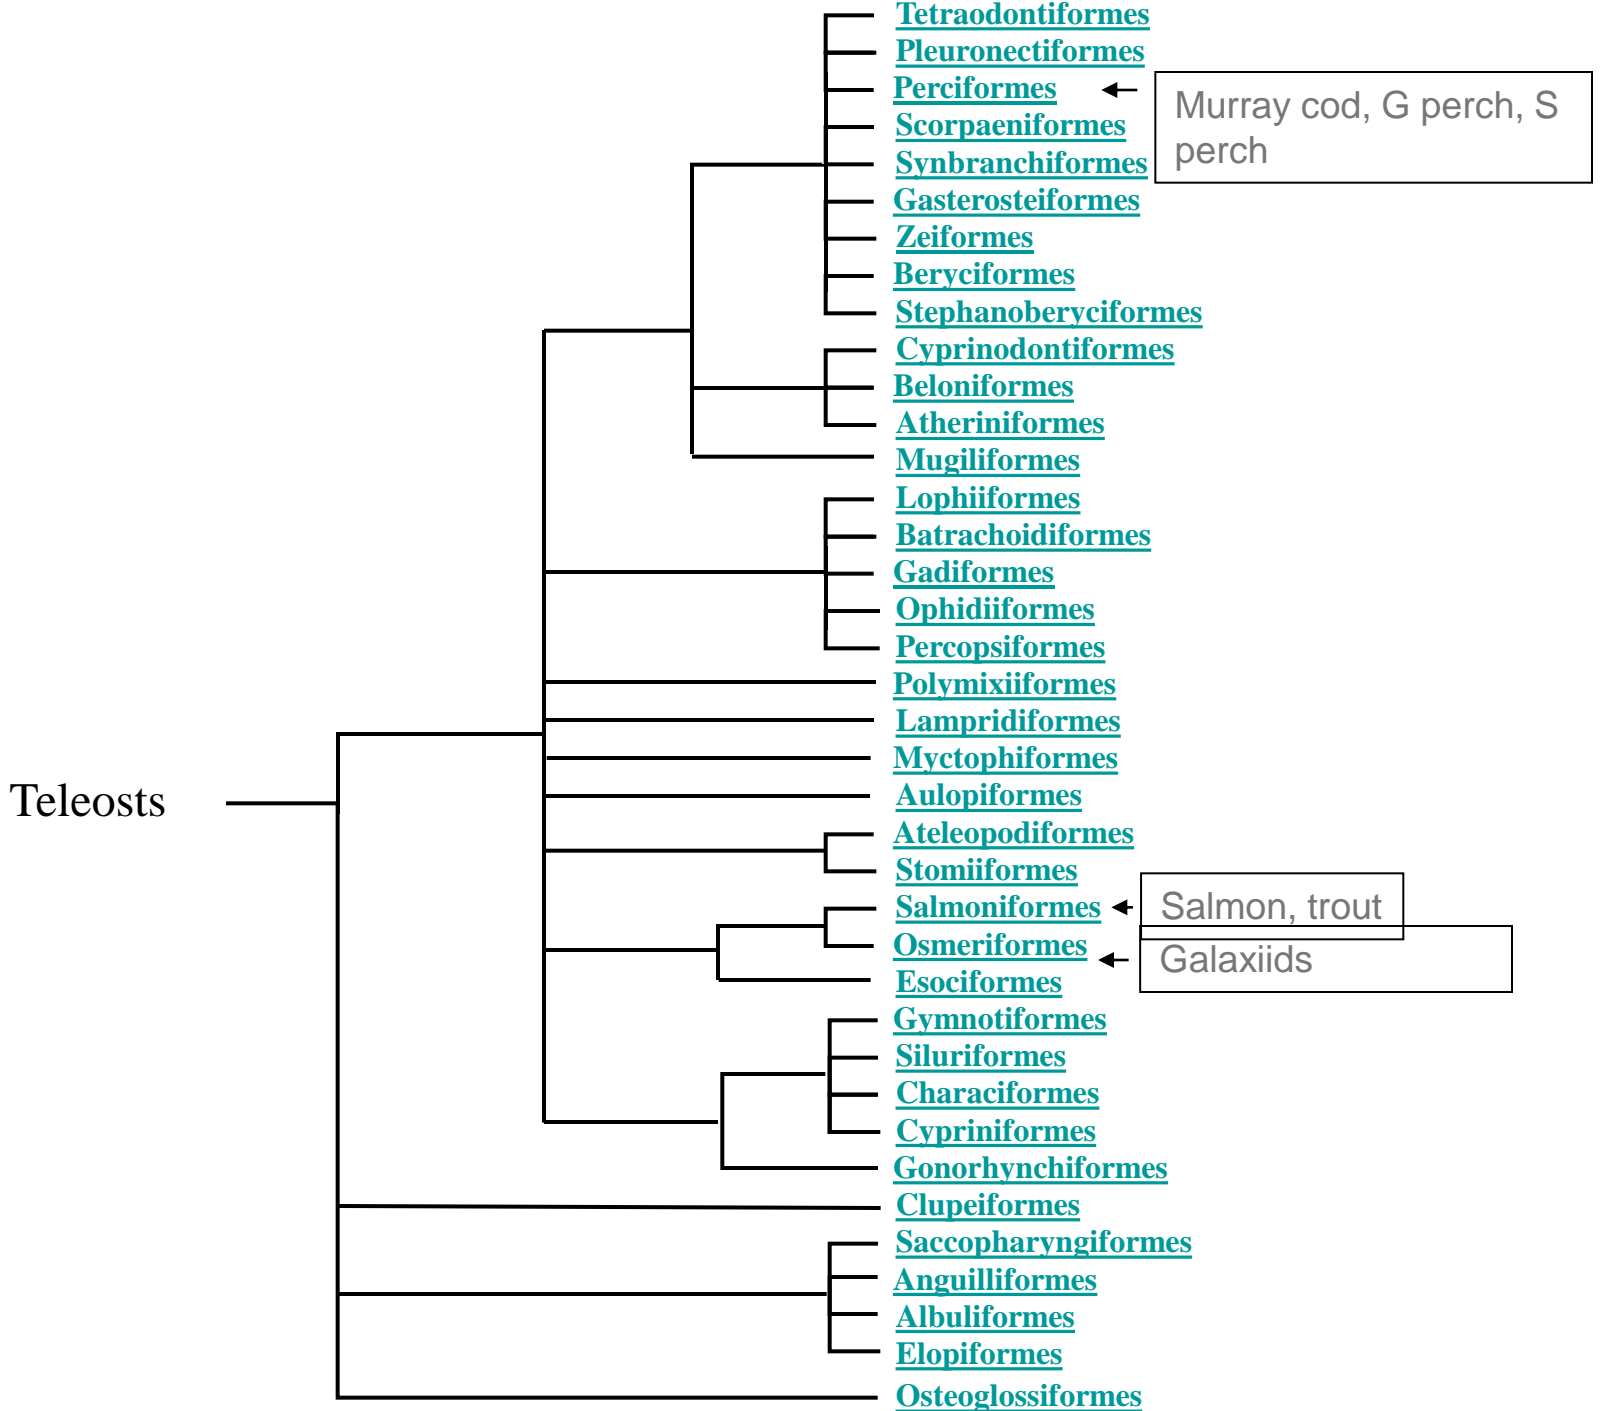 Tetraodontiformes
Pleuronectiformes
Perciformes
Murray cod, G perch, S
perch
Scorpaeniformes
Synbranchiformes
Gasterosteiformes
Zeiformes
Beryciformes
Stephanoberyciformes
Cyprinodontiformes
Beloniformes
Atheriniformes
Mugiliformes
Lophiiformes
Batrachoidiformes
Gadiformes
Ophidiiformes
Percopsiformes
Polymixiiformes
Lampridiformes
Myctophiformes
Teleosts
Aulopiformes
Ateleopodiformes
Stomiiformes
Salmoniformes
Salmon, trout
Osmeriformes
Galaxiids
Esociformes
Gymnotiformes
Siluriformes
Characiformes
Cypriniformes
Gonorhynchiformes
Clupeiformes
Saccopharyngiformes
Anguilliformes
Albuliformes
Elopiformes
Osteoglossiformes